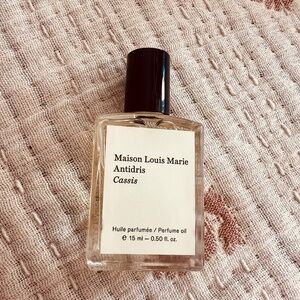 Maison Louis Marie
Antidris
Cassis
Huile parfumée / Perfume oil
℮ 15 ml — 0.50 fl. oz.